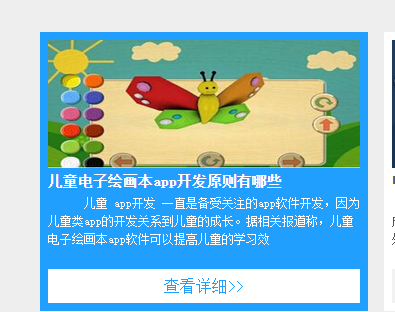 儿童电子绘画本app开发原则有哪些
儿童 app开发 一直是备受关注的app软件开发，因为
儿童类app的开发关系到儿童的成长。据相关报道称，儿童
电子绘画本app软件可以提高儿童的学习效
查看详细>>